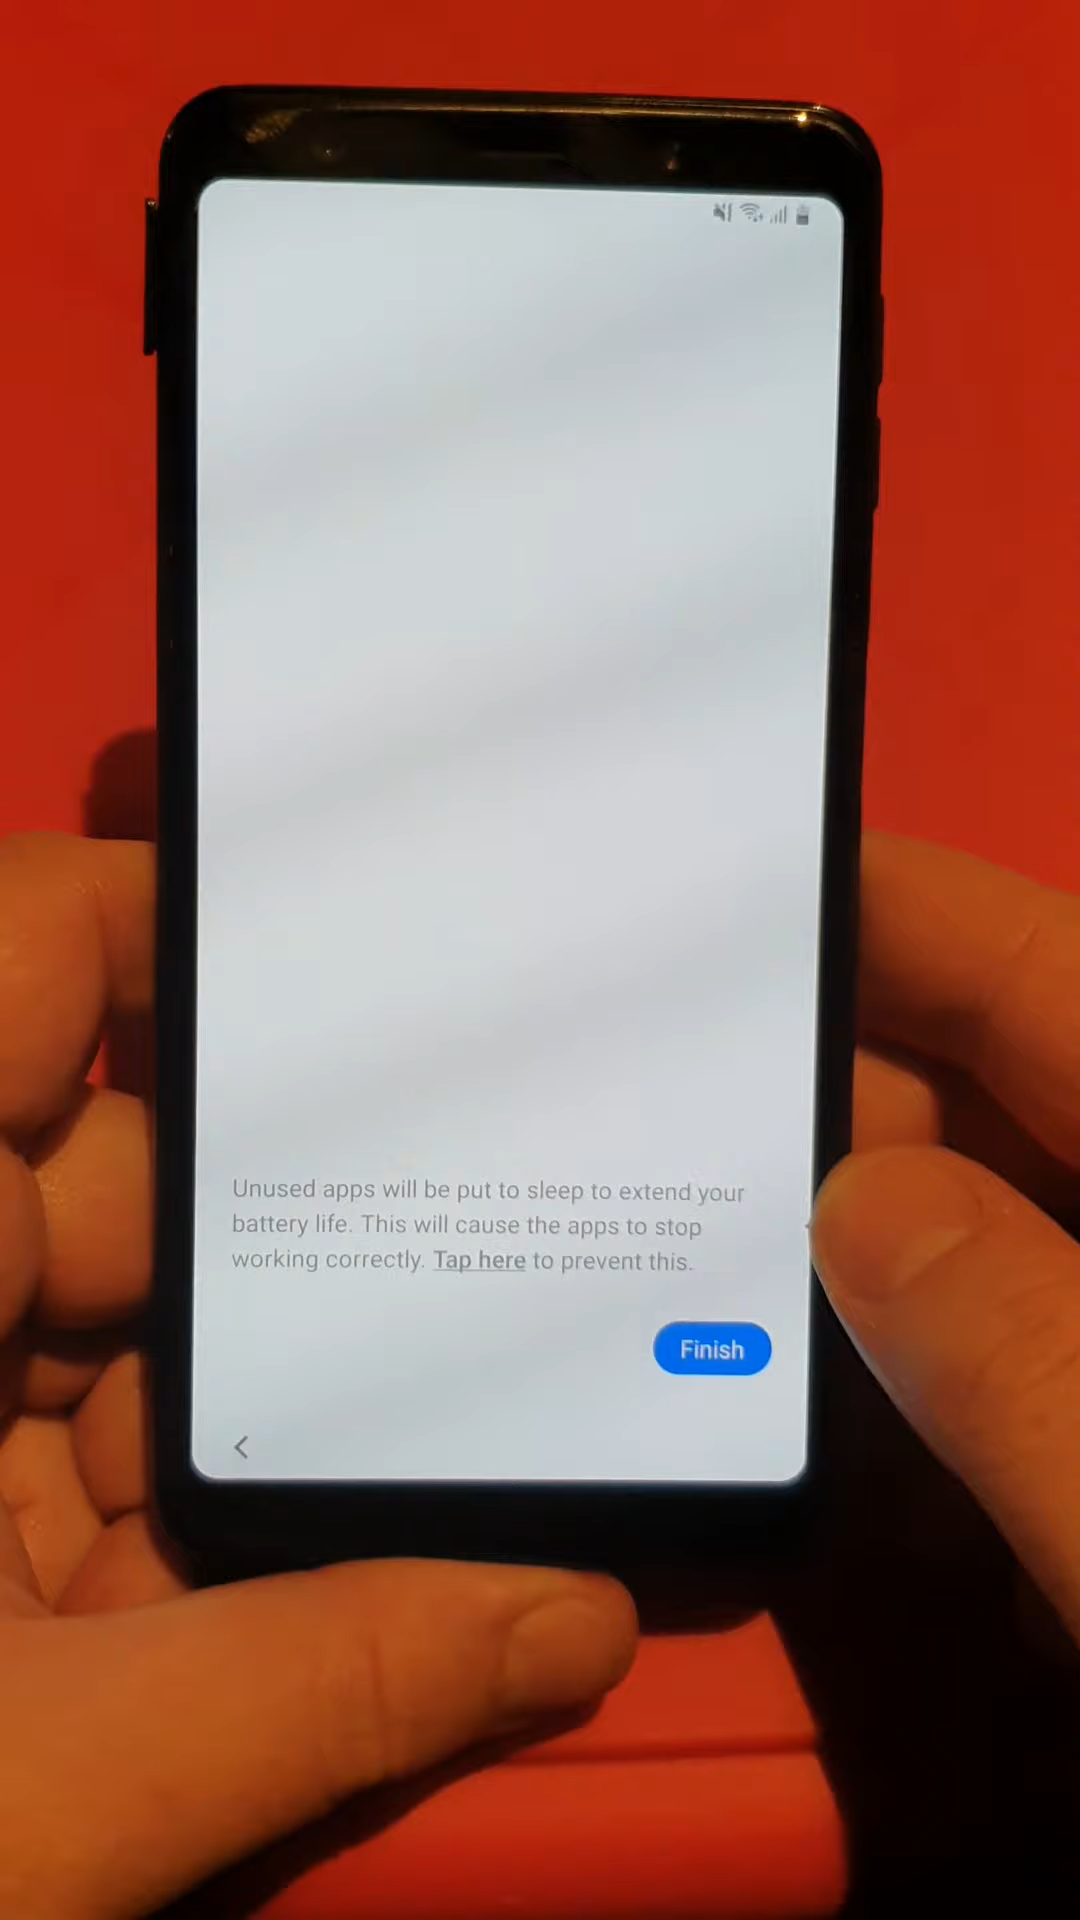 Unused apps will be put to sleep to extend your
battery life. This will cause the apps to stop
working correctly. Tap here to prevent this.
Finish